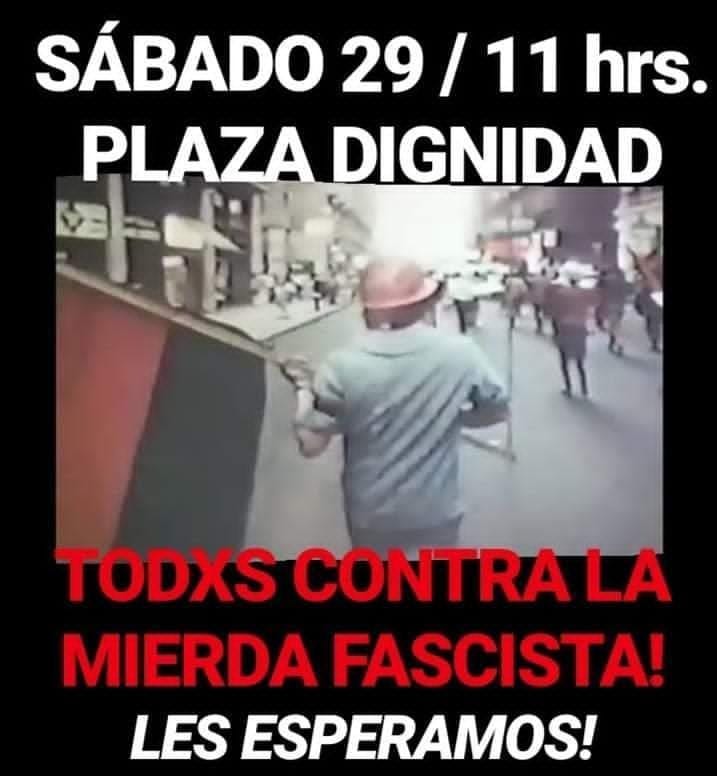 SÁBADO 29 / 11 hrs.
PLAZA DIGNIDAD
TODXS CONTRA LA
MIERDA FASCISTA!
LES ESPERAMOS!